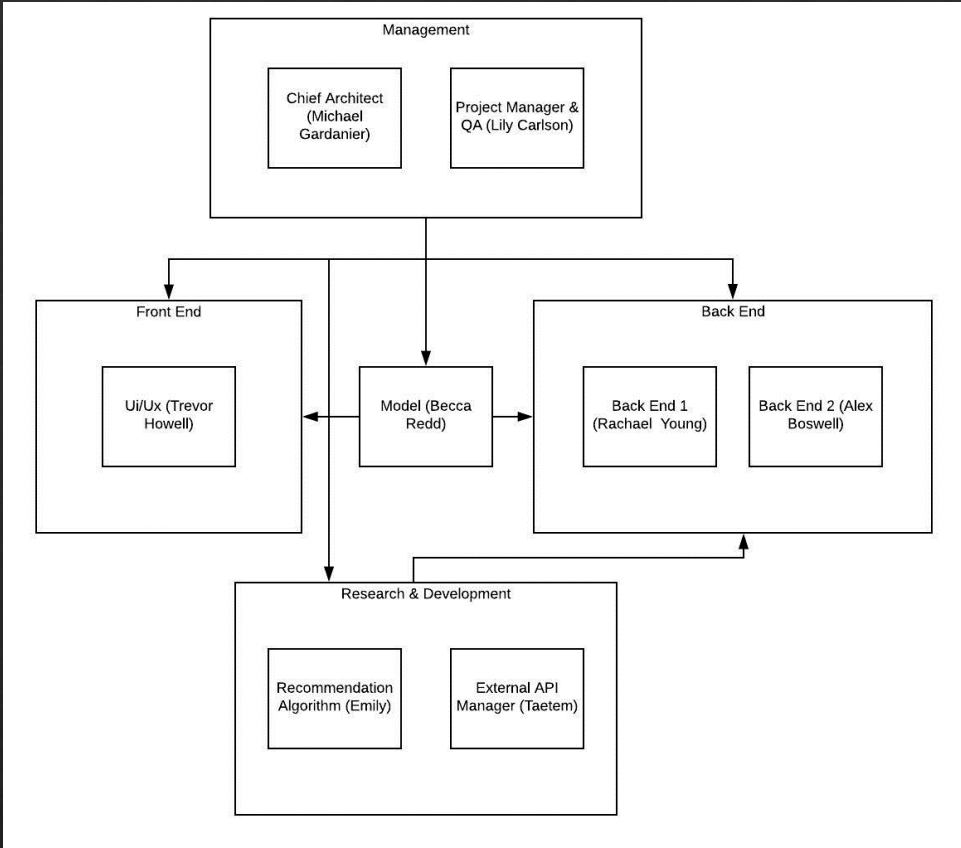 Management
Chief Architect
(Michael
Gardanier)
Project Manager &
QA (Lily Carlson)
Front End
Back End
Ui/Ux (Trevor
Howell)
Model (Becca
Redd)
Back End 1
(Rachael  Young)
Back End 2 (Alex
Boswell)
Research & Development
Recommendation
Algorithm (Emily)
External API
Manager (Taetem)